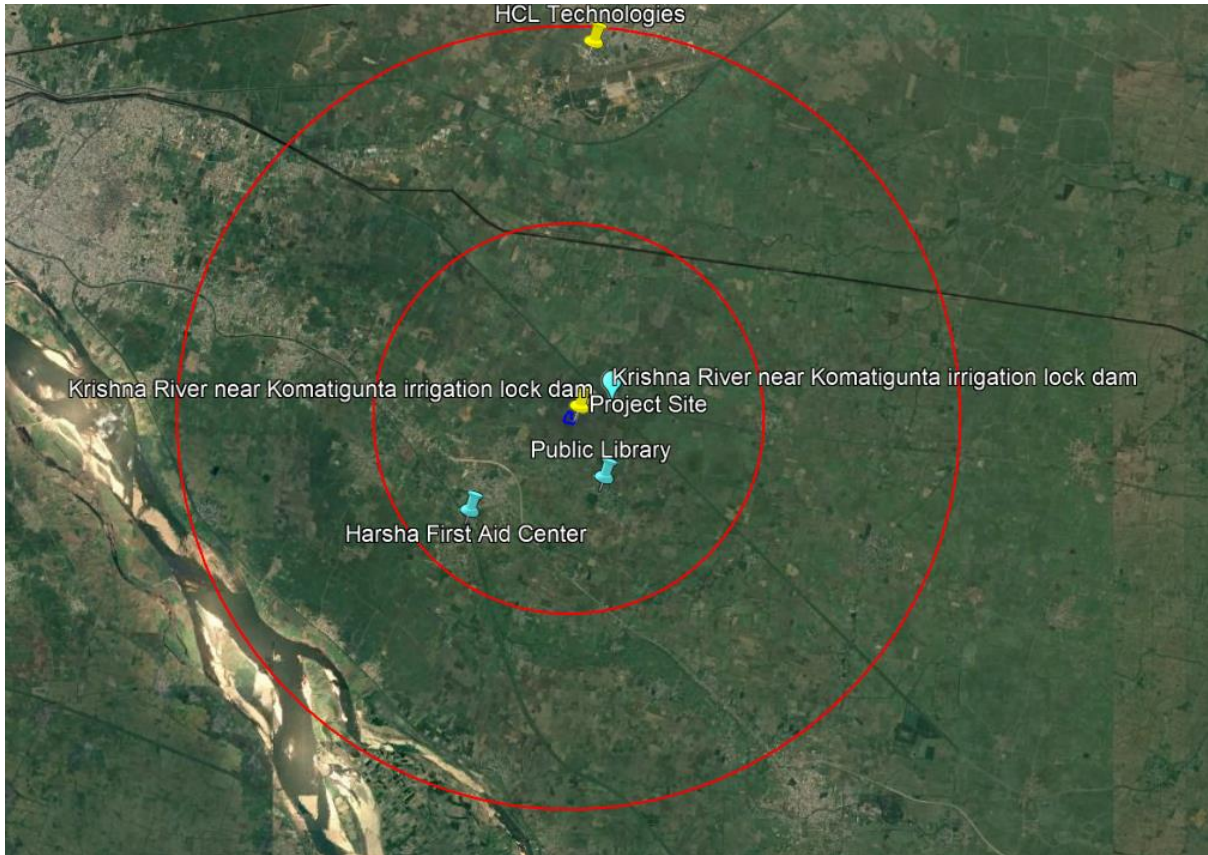 HCL Technologies
Krishna River near Komatigunta irrigation lock dam
Krishna River near Komatigunta irrigation lock dam
Project Site
Public Library
Harsha First Aid Center